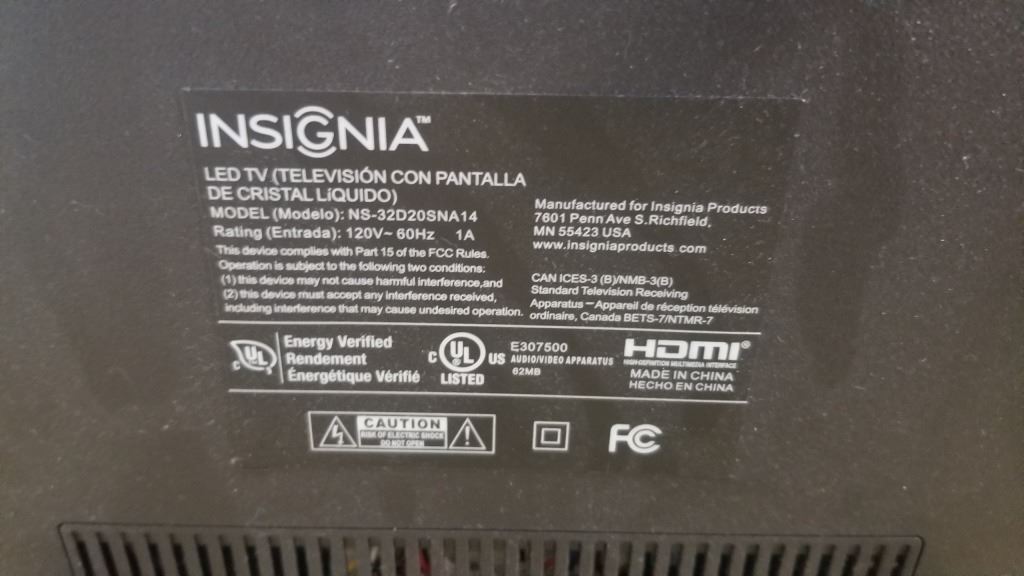 INSIGNIA™
LED TV (TELEVISIÓN CON PANTALLA
DE CRISTAL LíQUIDO)
MODEL (Modelo): NS-32D20SNA14
Rating (Entrada): 120V~ 60Hz 1A
This device complies with Part 15 of the FCC Rules.
Operation is subject to the following two conditions:
(1) this device may not cause harmful interference,and
(2) this device must accept any interference received,
including interference that may cause undesired operation.
Manufactured for Insignia Products
7601 Penn Ave S.Richfield,
MN 55423 USA
www.insigniaproducts.com
CAN ICES-3 (B)/NMB-3(B)
Standard Television Receiving
Apparatus – Appareil de réception télévision
ordinaire, Canada BETS-7/NTMR-7
C UL
Energy Verified
Rendement
Énergétique Vérifié
C UL US
LISTED
E307500
AUDIO/VIDEO APPARATUS
62MB
HDMI®
HIGH-DEFINITION MULTIMEDIA INTERFACE
MADE IN CHINA
HECHO EN CHINA
CAUTION
RISK OF ELECTRIC SHOCK
DO NOT OPEN
FC